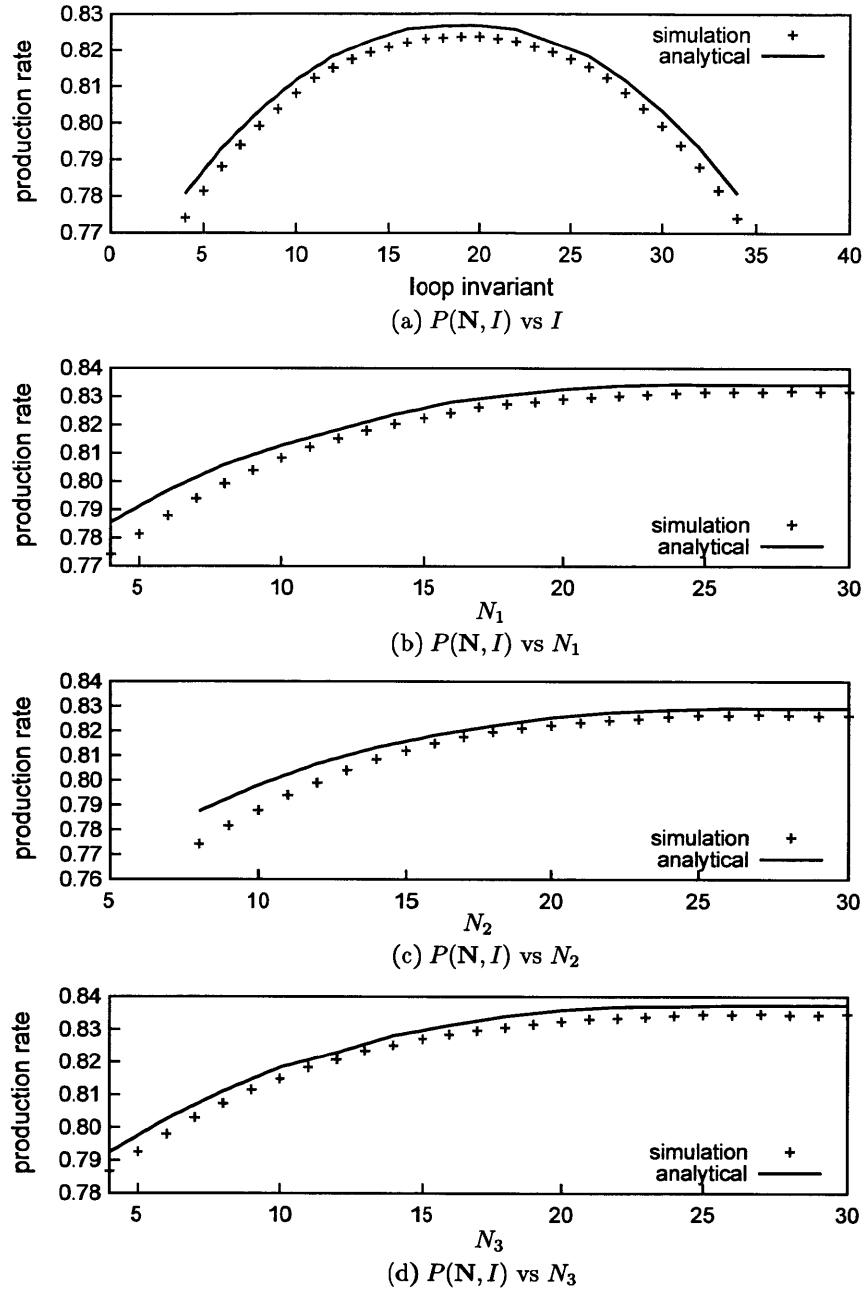 0.83
0.82
0.81
0.80
0.79
0.78
0.77
production rate
simulation +
analytical
0 5 10 15 20 25 30 35 40
loop invariant
(a) P(N, I) vs I
0.84
0.83
0.82
0.81
0.80
0.79
0.78
0.77
production rate
simulation +
analytical
5 10 15 20 25 30
N₁
(b) P(N, I) vs N₁
0.84
0.83
0.82
0.81
0.80
0.79
0.78
0.77
0.76
production rate
simulation +
analytical
5 10 15 20 25 30
N₂
(c) P(N, I) vs N₂
0.84
0.83
0.82
0.81
0.80
0.79
0.78
production rate
simulation +
analytical
5 10 15 20 25 30
N₃
(d) P(N, I) vs N₃